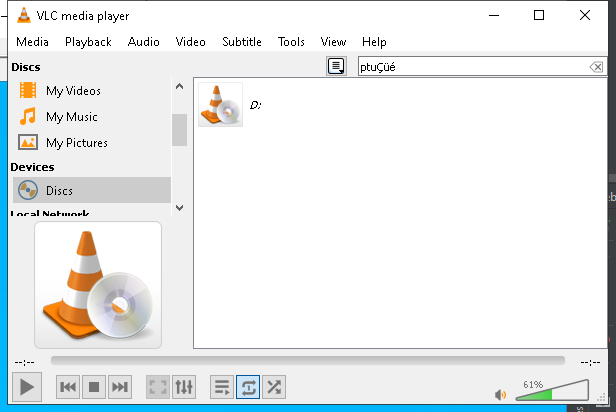 VLC media player
Media Playback Audio Video Subtitle Tools View Help
Discs
ptuÇüé
My Videos
D:
My Music
My Pictures
Devices
Discs
Local Network
--:-- --:--
61%